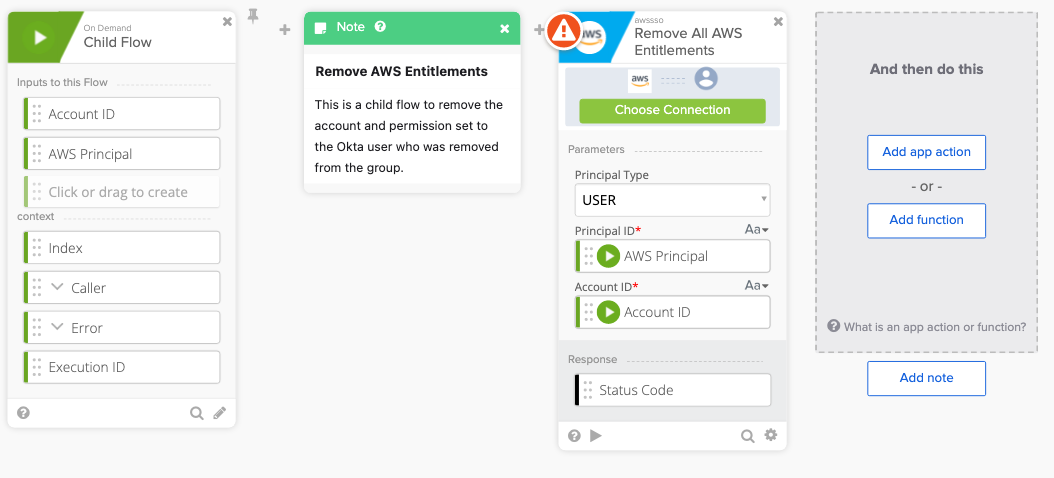 On Demand
Child Flow
Inputs to this Flow
Account ID
AWS Principal
Click or drag to create
context
Index
Caller
Error
Execution ID
Note
Remove AWS Entitlements
This is a child flow to remove the
account and permission set to
the Okta user who was removed
from the group.
aws
awssso
Remove All AWS
Entitlements
aws
Choose Connection
Parameters
Principal Type
USER
Principal ID*
Aa
AWS Principal
Account ID*
Aa
Account ID
Response
Status Code
And then do this
Add app action
- or -
Add function
What is an app action or function?
Add note